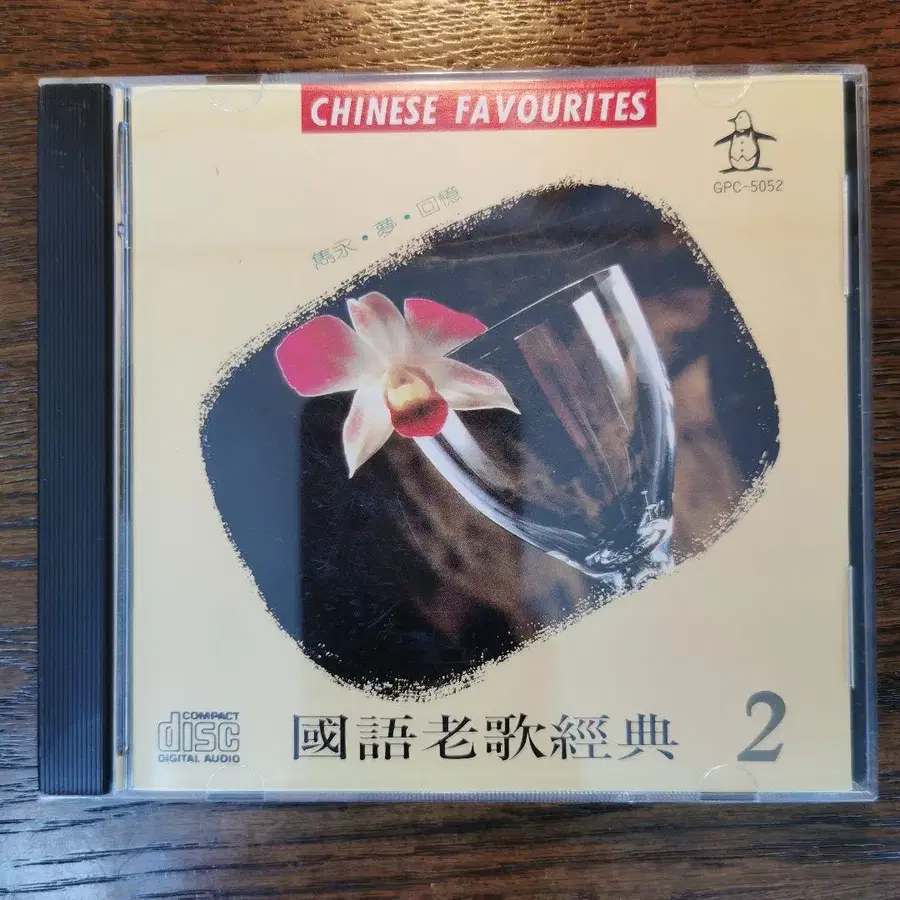 CHINESE FAVOURITES
GPC-5052
雋永・夢・回憶
COMPACT
disc
DIGITAL AUDIO
國語老歌經典 2